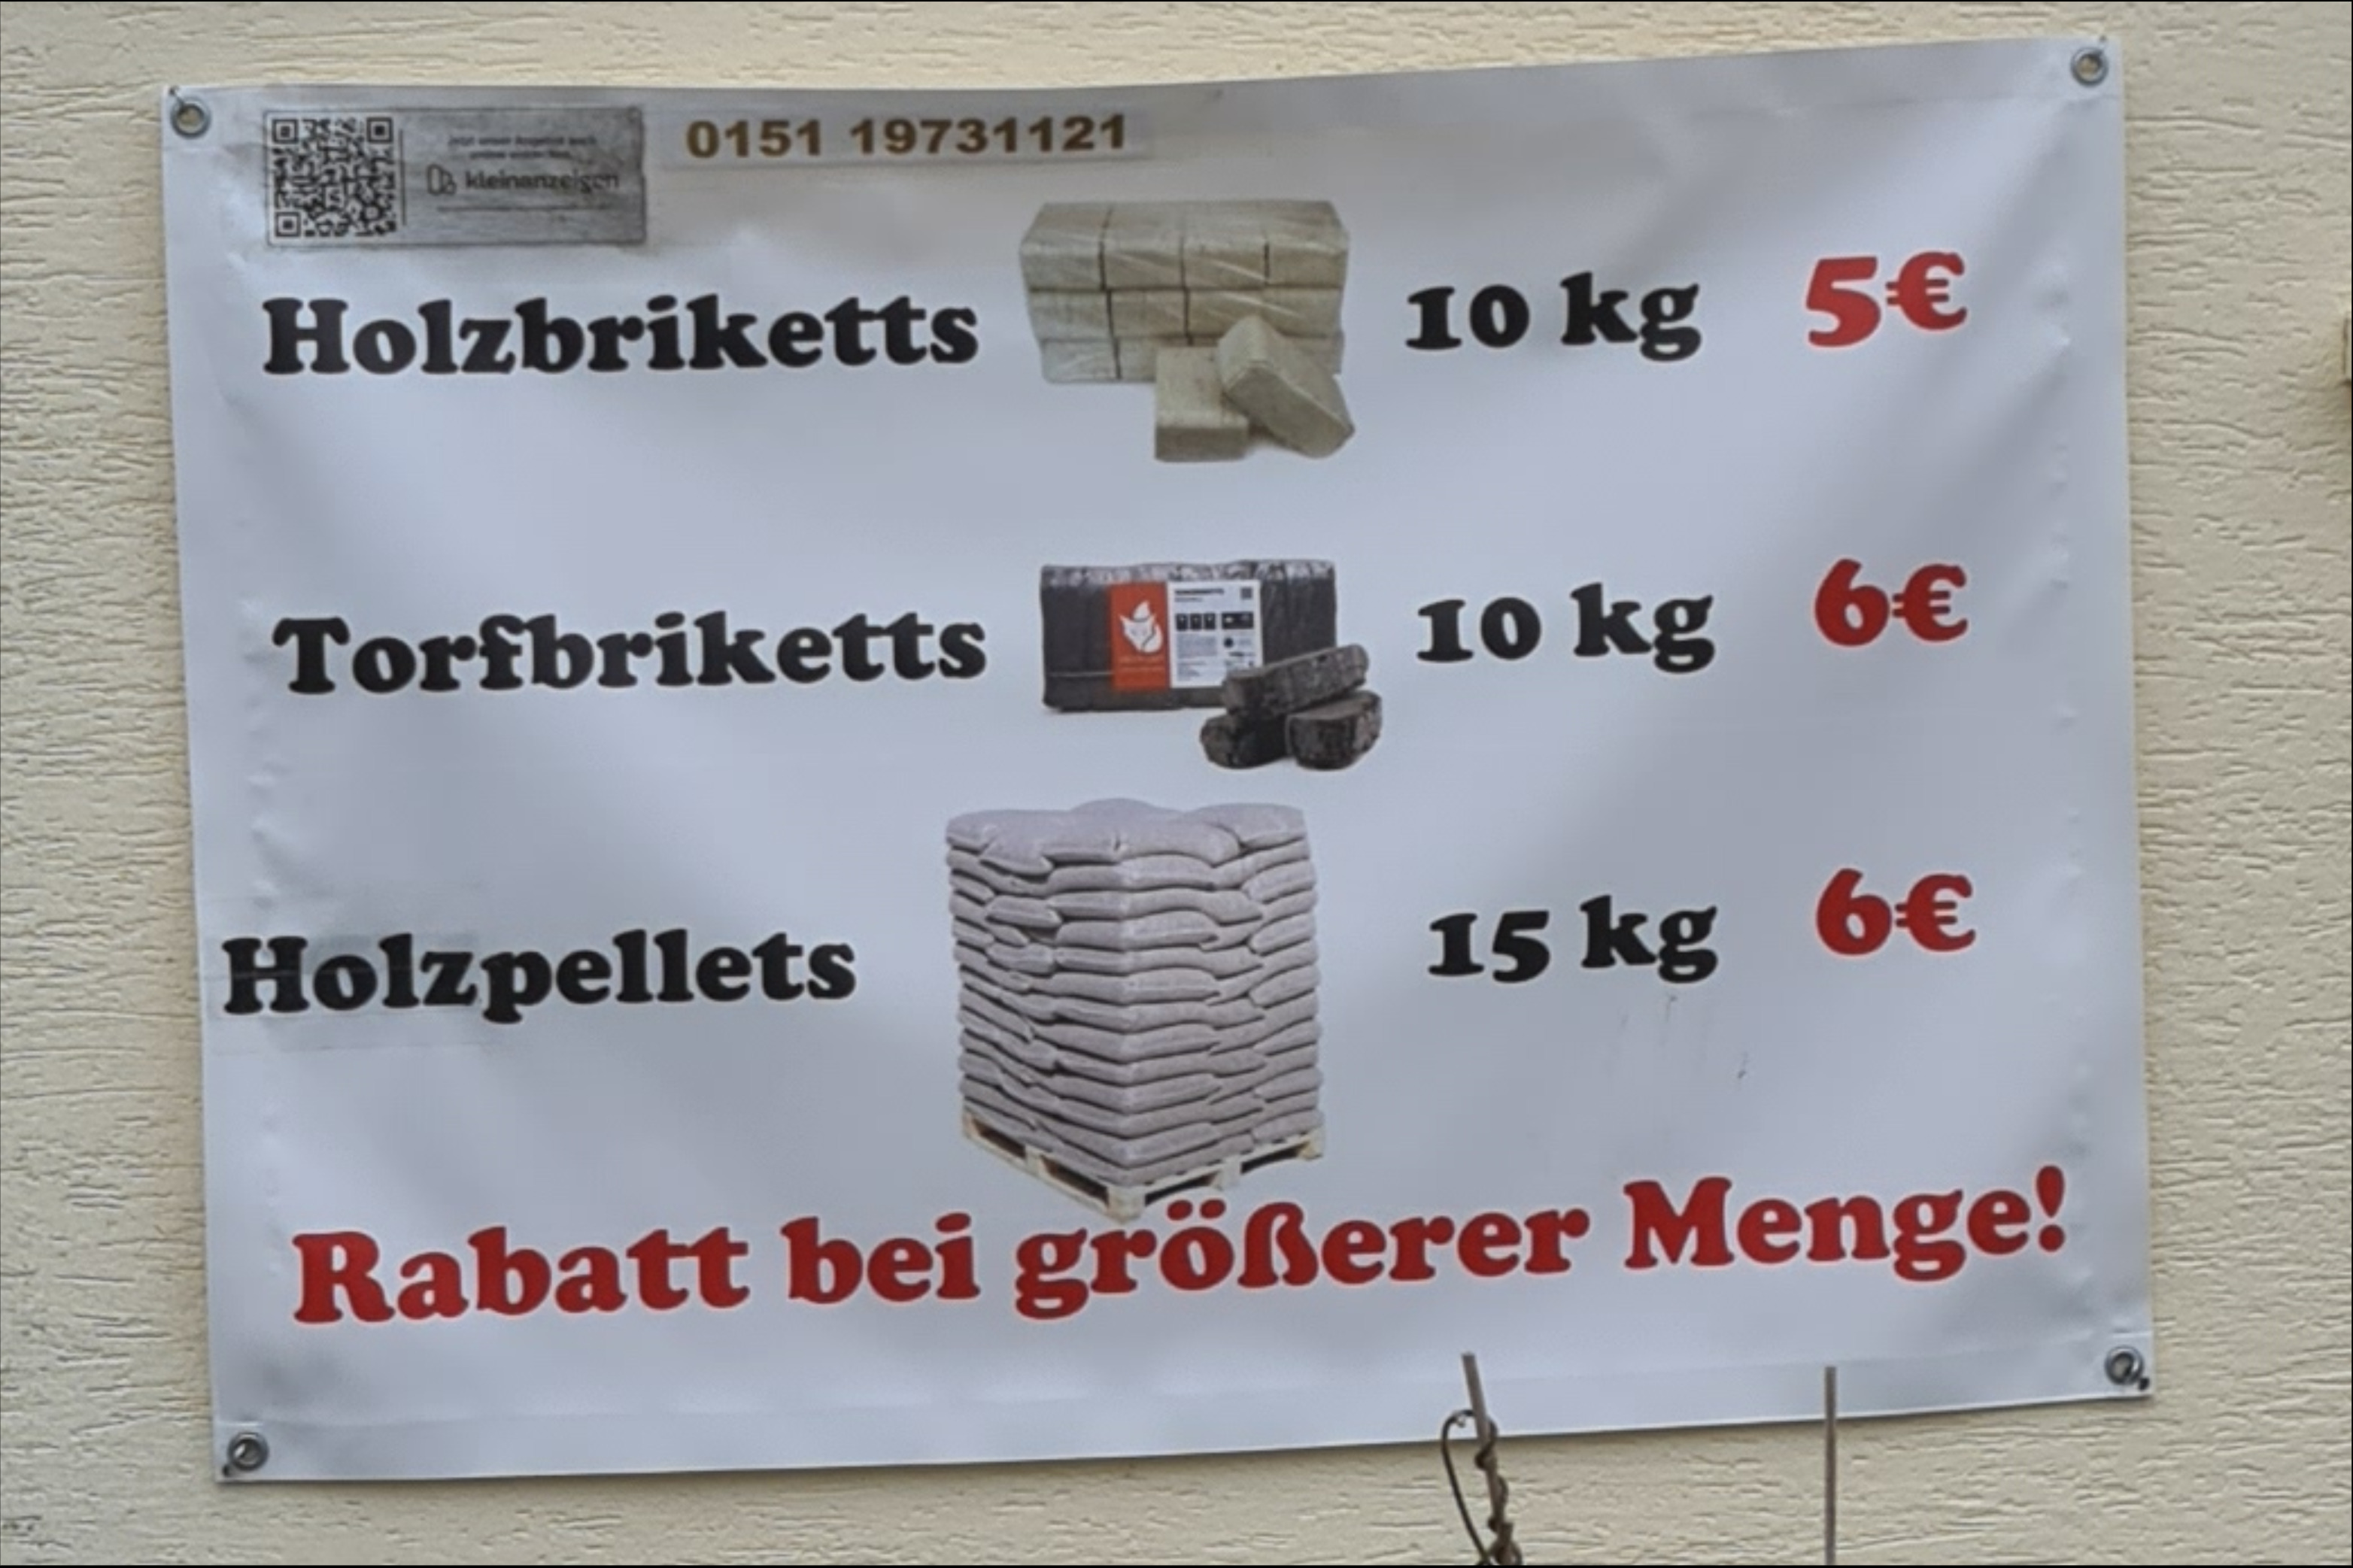 0151 19731121
kleinanzeigen
Holzbriketts 10 kg 5€
Torfbriketts 10 kg 6€
Holzpellets 15 kg 6€
Rabatt bei größerer Menge!